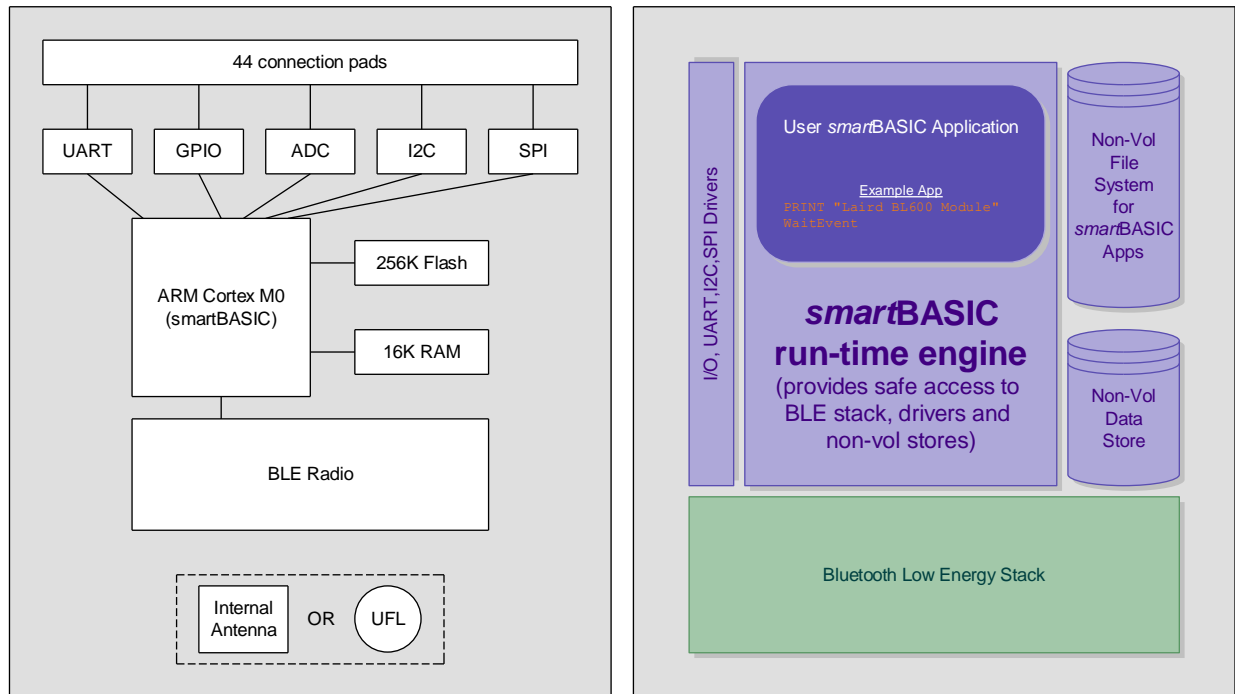 44 connection pads
UART
GPIO
ADC
I2C
SPI
ARM Cortex M0
(smartBASIC)
256K Flash
16K RAM
BLE Radio
Internal
Antenna
OR
UFL
I/O, UART,I2C,SPI Drivers
User smartBASIC Application
Example App
PRINT "Laird BL600 Module"
WaitEvent
smartBASIC
run-time engine
(provides safe access to
BLE stack, drivers and
non-vol stores)
Non-Vol
File
System
for
smartBASIC
Apps
Non-Vol
Data
Store
Bluetooth Low Energy Stack